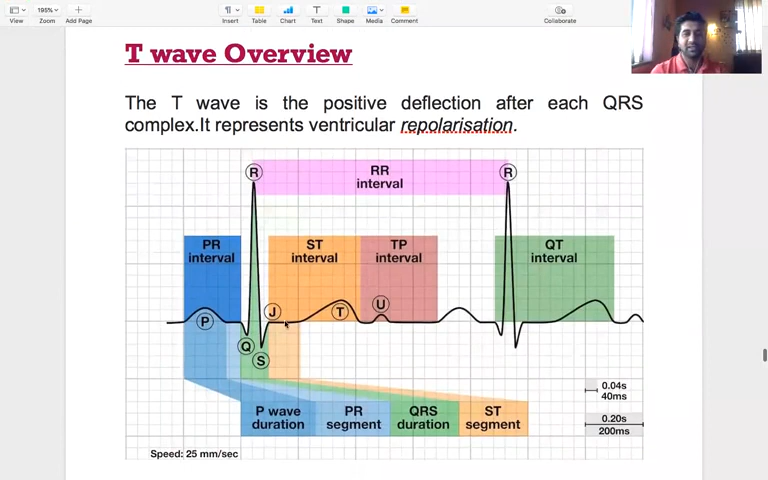 195%
View
Zoom
Add Page
Insert
Table
Chart
Text
Shape
Media
Comment
Collaborate
T wave Overview
The T wave is the positive deflection after each QRS
complex.It represents ventricular repolarisation.
R
RR
interval
R
PR
interval
ST
interval
TP
interval
QT
interval
P
J
T
U
Q
S
0.04s
40ms
P wave
duration
PR
segment
QRS
duration
ST
segment
0.20s
200ms
Speed: 25 mm/sec